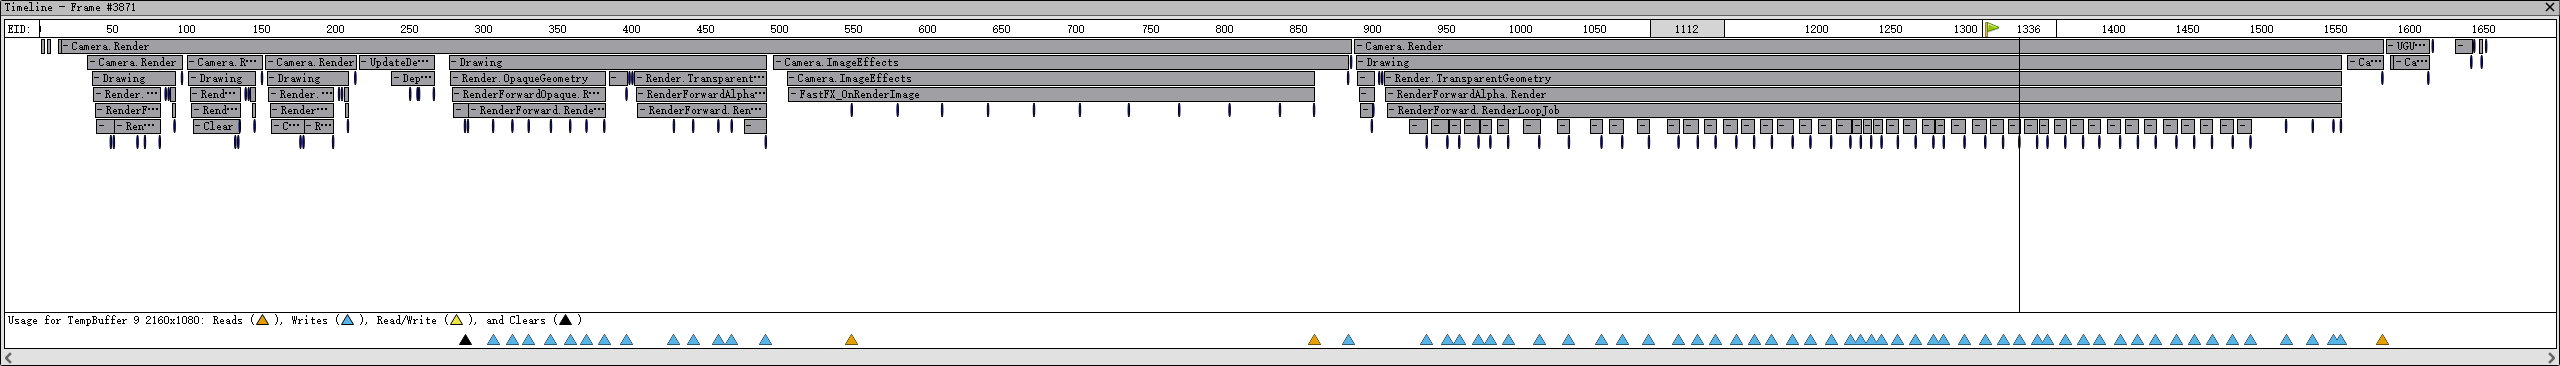 Timeline - Frame #3871
EID: 50 100 150 200 250 300 350 400 450 500 550 600 650 700 750 800 850 900 950 1000 1050 1112 1200 1250 1300 1336 1400 1450 1500 1550 1600 1650
- Camera.Render - Camera.Render - UGU··· -
- Camera.Render - Camera.R··· - Camera.Render - UpdateDe··· Drawing - Camera.ImageEffects - Drawing - Ca··· - Ca···
- Drawing - Drawing - Drawing - Dep··· - Render.OpaqueGeometry - - Render.Transparent··· - Camera.ImageEffects - - Render.TransparentGeometry
- Render.··· - Rend··· - Render.··· - RenderForwardOpaque.R··· - RenderForwardAlpha··· - FastFX_OnRenderImage - - RenderForwardAlpha.Render
- RenderF··· - Rend··· - Render··· - - RenderForward.Rende··· - RenderForward.Ren··· - - RenderForward.RenderLoopJob
- - Ren··· - Clear - C··· - R··· - - - - - - - - - - - - - - - - - - - - - - - - - - - - - - - - - - - - - - - - - - - - -
Usage for TempBuffer 9 2160x1080: Reads ( ), Writes ( ), Read/Write ( ), and Clears ( )